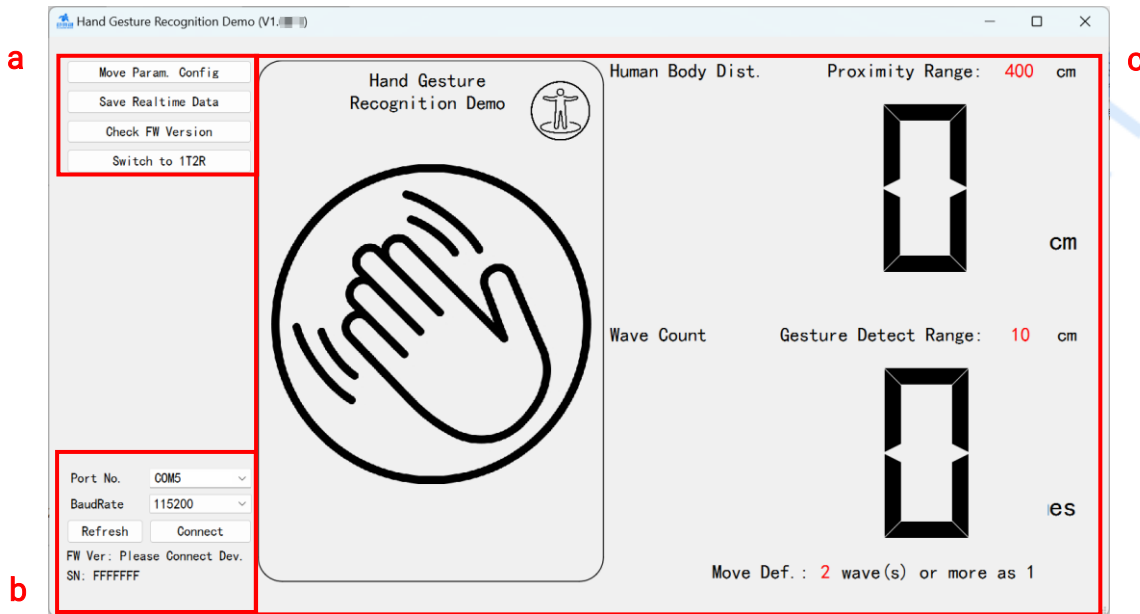 Hand Gesture Recognition Demo (V1.
a
Move Param. Config
Save Realtime Data
Check FW Version
Switch to 1T2R
Hand Gesture
Recognition Demo
Human Body Dist.
Proximity Range: 400 cm
c
0
cm
Wave Count
Gesture Detect Range: 10 cm
0
es
Move Def.: 2 wave(s) or more as 1
Port No. COM5
BaudRate 115200
Refresh Connect
FW Ver: Please Connect Dev.
SN: FFFFFFF
b